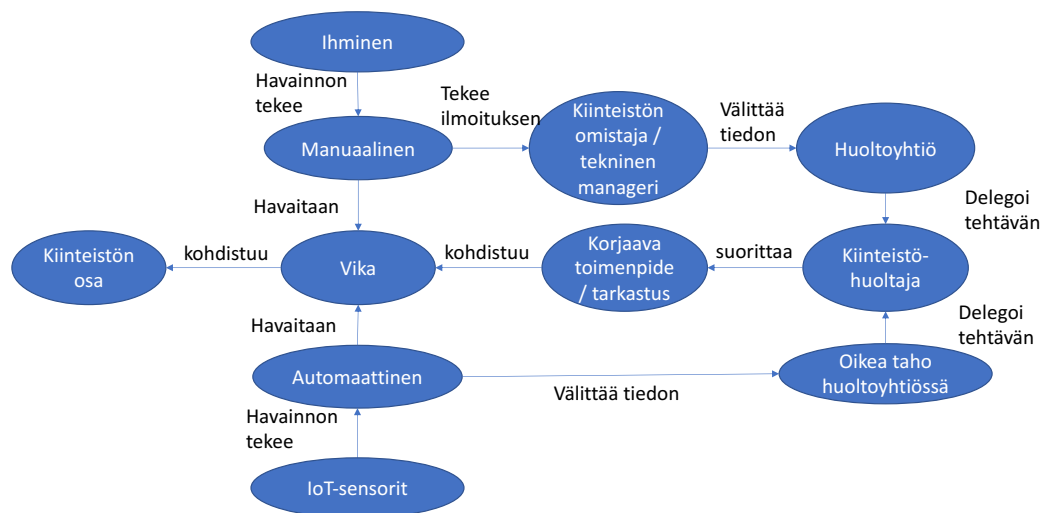 Ihminen
Havainnon
tekee
Tekee
ilmoituksen
Kiinteistön
omistaja /
tekninen
manageri
Välittää
tiedon
Manuaalinen
Huoltoyhtiö
Havaitaan
Delegoi
tehtävän
Kiinteistön
osa
kohdistuu
Vika
kohdistuu
Korjaava
toimenpide
/ tarkastus
suorittaa
Kiinteistö-
huoltaja
Havaitaan
Delegoi
tehtävän
Automaattinen
Välittää tiedon
Oikea taho
huoltoyhtiössä
Havainnon
tekee
IoT-sensorit